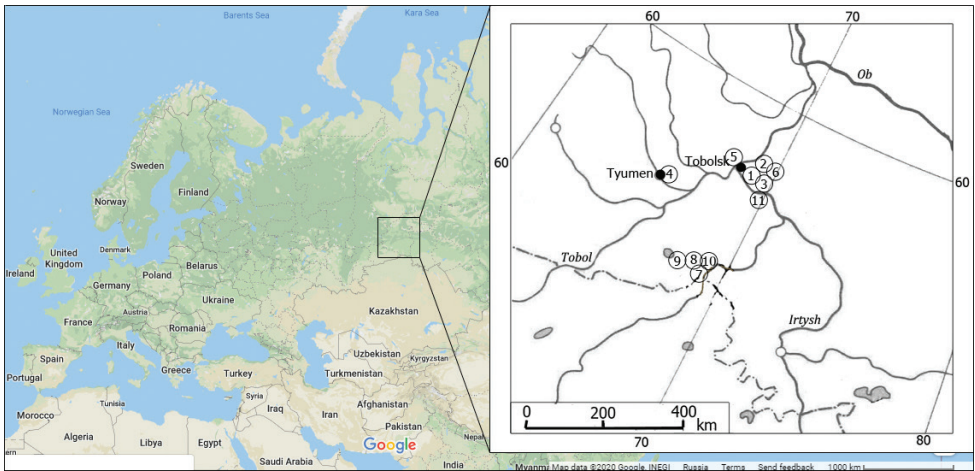 Barents Sea
Kara Sea
Norwegian Sea
Sweden
Finland
Norway
United
Kingdom
Denmark
Ireland
Poland
Belarus
Germany
Ukraine
Austria
France
Romania
Kazakhstan
Italy
Spain
Portugal
Greece
Turkey
Uzbekistan
Kyrgyzstan
Turkmenistan
Tunisia
Syria
Morocco
Iraq
Iran
Afghanistan
Pakistan
Algeria
Libya
Egypt
Nepal
Saudi Arabia
India
Google
60
70
Ob
60
60
Tobolsk
5
2
6
1
3
11
Tyumen
4
Tobol
9
8
10
7
Irtysh
0
200
400
km
70
80
Myanma
Map data ©2020 Google, INEGI
Russia
Terms
Send feedback
1000 km